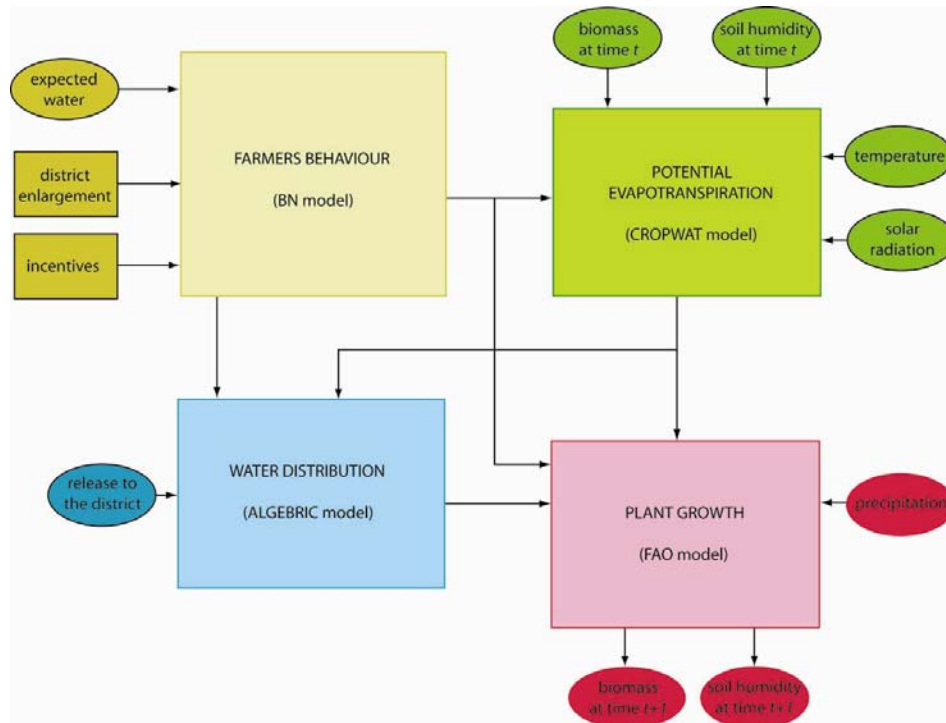 biomass
at time t
soil humidity
at time t
expected
water
FARMERS BEHAVIOUR
(BN model)
POTENTIAL
EVAPOTRANSPIRATION
(CROPWAT model)
temperature
district
enlargement
solar
radiation
incentives
WATER DISTRIBUTION
(ALGEBRIC model)
release to
the district
PLANT GROWTH
(FAO model)
precipitation
biomass
at time t+1
soil humidity
at time t+1